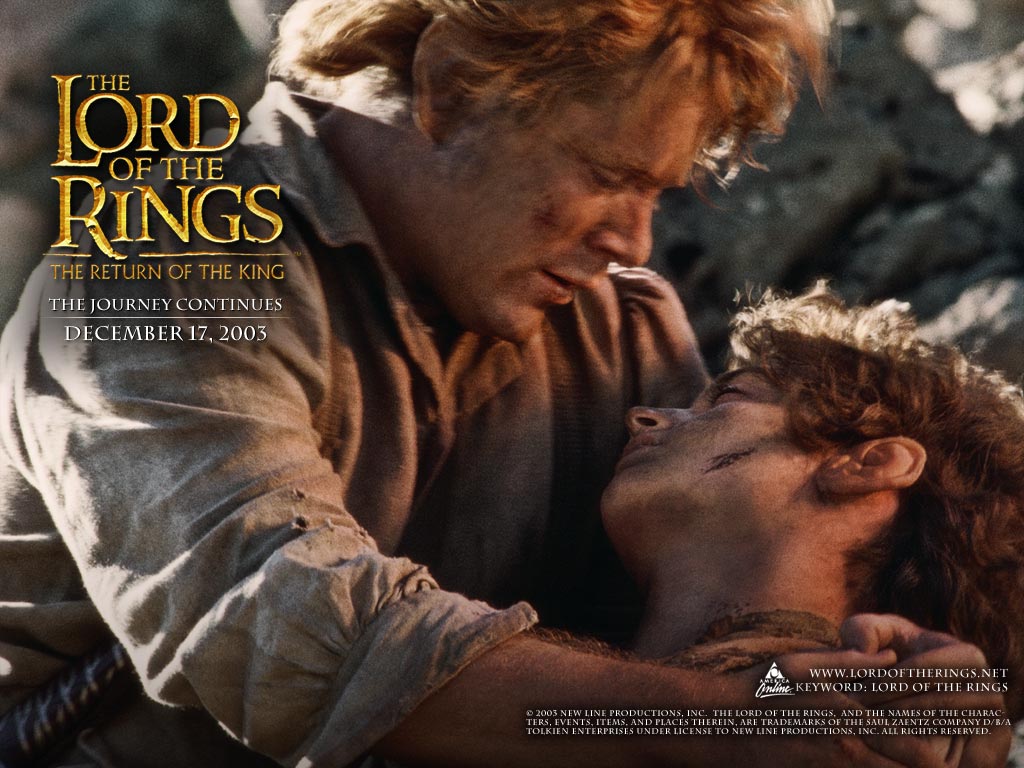 THE
LORD
OF THE
RINGS
THE RETURN OF THE KING
THE JOURNEY CONTINUES
DECEMBER 17, 2003
AMERICA
Online
WWW.LORDOFTHERINGS.NET
KEYWORD: LORD OF THE RINGS
© 2003 NEW LINE PRODUCTIONS, INC. THE LORD OF THE RINGS, AND THE NAMES OF THE CHARAC-
TERS, EVENTS, ITEMS, AND PLACES THEREIN, ARE TRADEMARKS OF THE SAUL ZAENTZ COMPANY D/B/A
TOLKIEN ENTERPRISES UNDER LICENSE TO NEW LINE PRODUCTIONS, INC. ALL RIGHTS RESERVED.